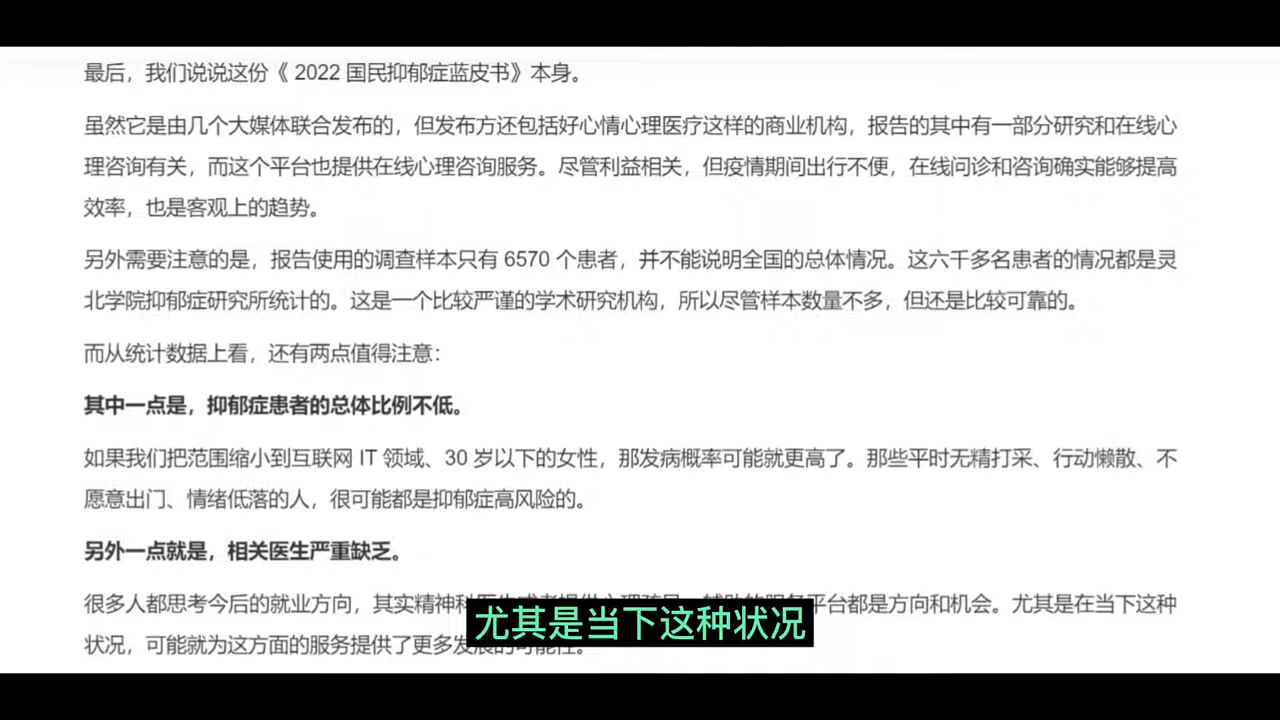 最后，我们说说这份《 2022 国民抑郁症蓝皮书》本身。
虽然它是由几个大媒体联合发布的，但发布方还包括好心情心理医疗这样的商业机构，报告的其中有一部分研究和在线心
理咨询有关，而这个平台也提供在线心理咨询服务。尽管利益相关，但疫情期间出行不便，在线问诊和咨询确实能够提高
效率，也是客观上的趋势。
另外需要注意的是，报告使用的调查样本只有 6570 个患者，并不能说明全国的总体情况。这六千多名患者的情况都是灵
北学院抑郁症研究所统计的。这是一个比较严谨的学术研究机构，所以尽管样本数量不多，但还是比较可靠的。
而从统计数据上看，还有两点值得注意：
其中一点是，抑郁症患者的总体比例不低。
如果我们把范围缩小到互联网 IT 领域、30 岁以下的女性，那发病概率可能就更高了。那些平时无精打采、行动懒散、不
愿意出门、情绪低落的人，很可能都是抑郁症高风险的。
另外一点就是，相关医生严重缺乏。
很多人都思考今后的就业方向，其实精神科平台都是方向和机会。尤其是在当下这种
状况，可能就为这方面的服务提供了更多
尤其是当下这种状况